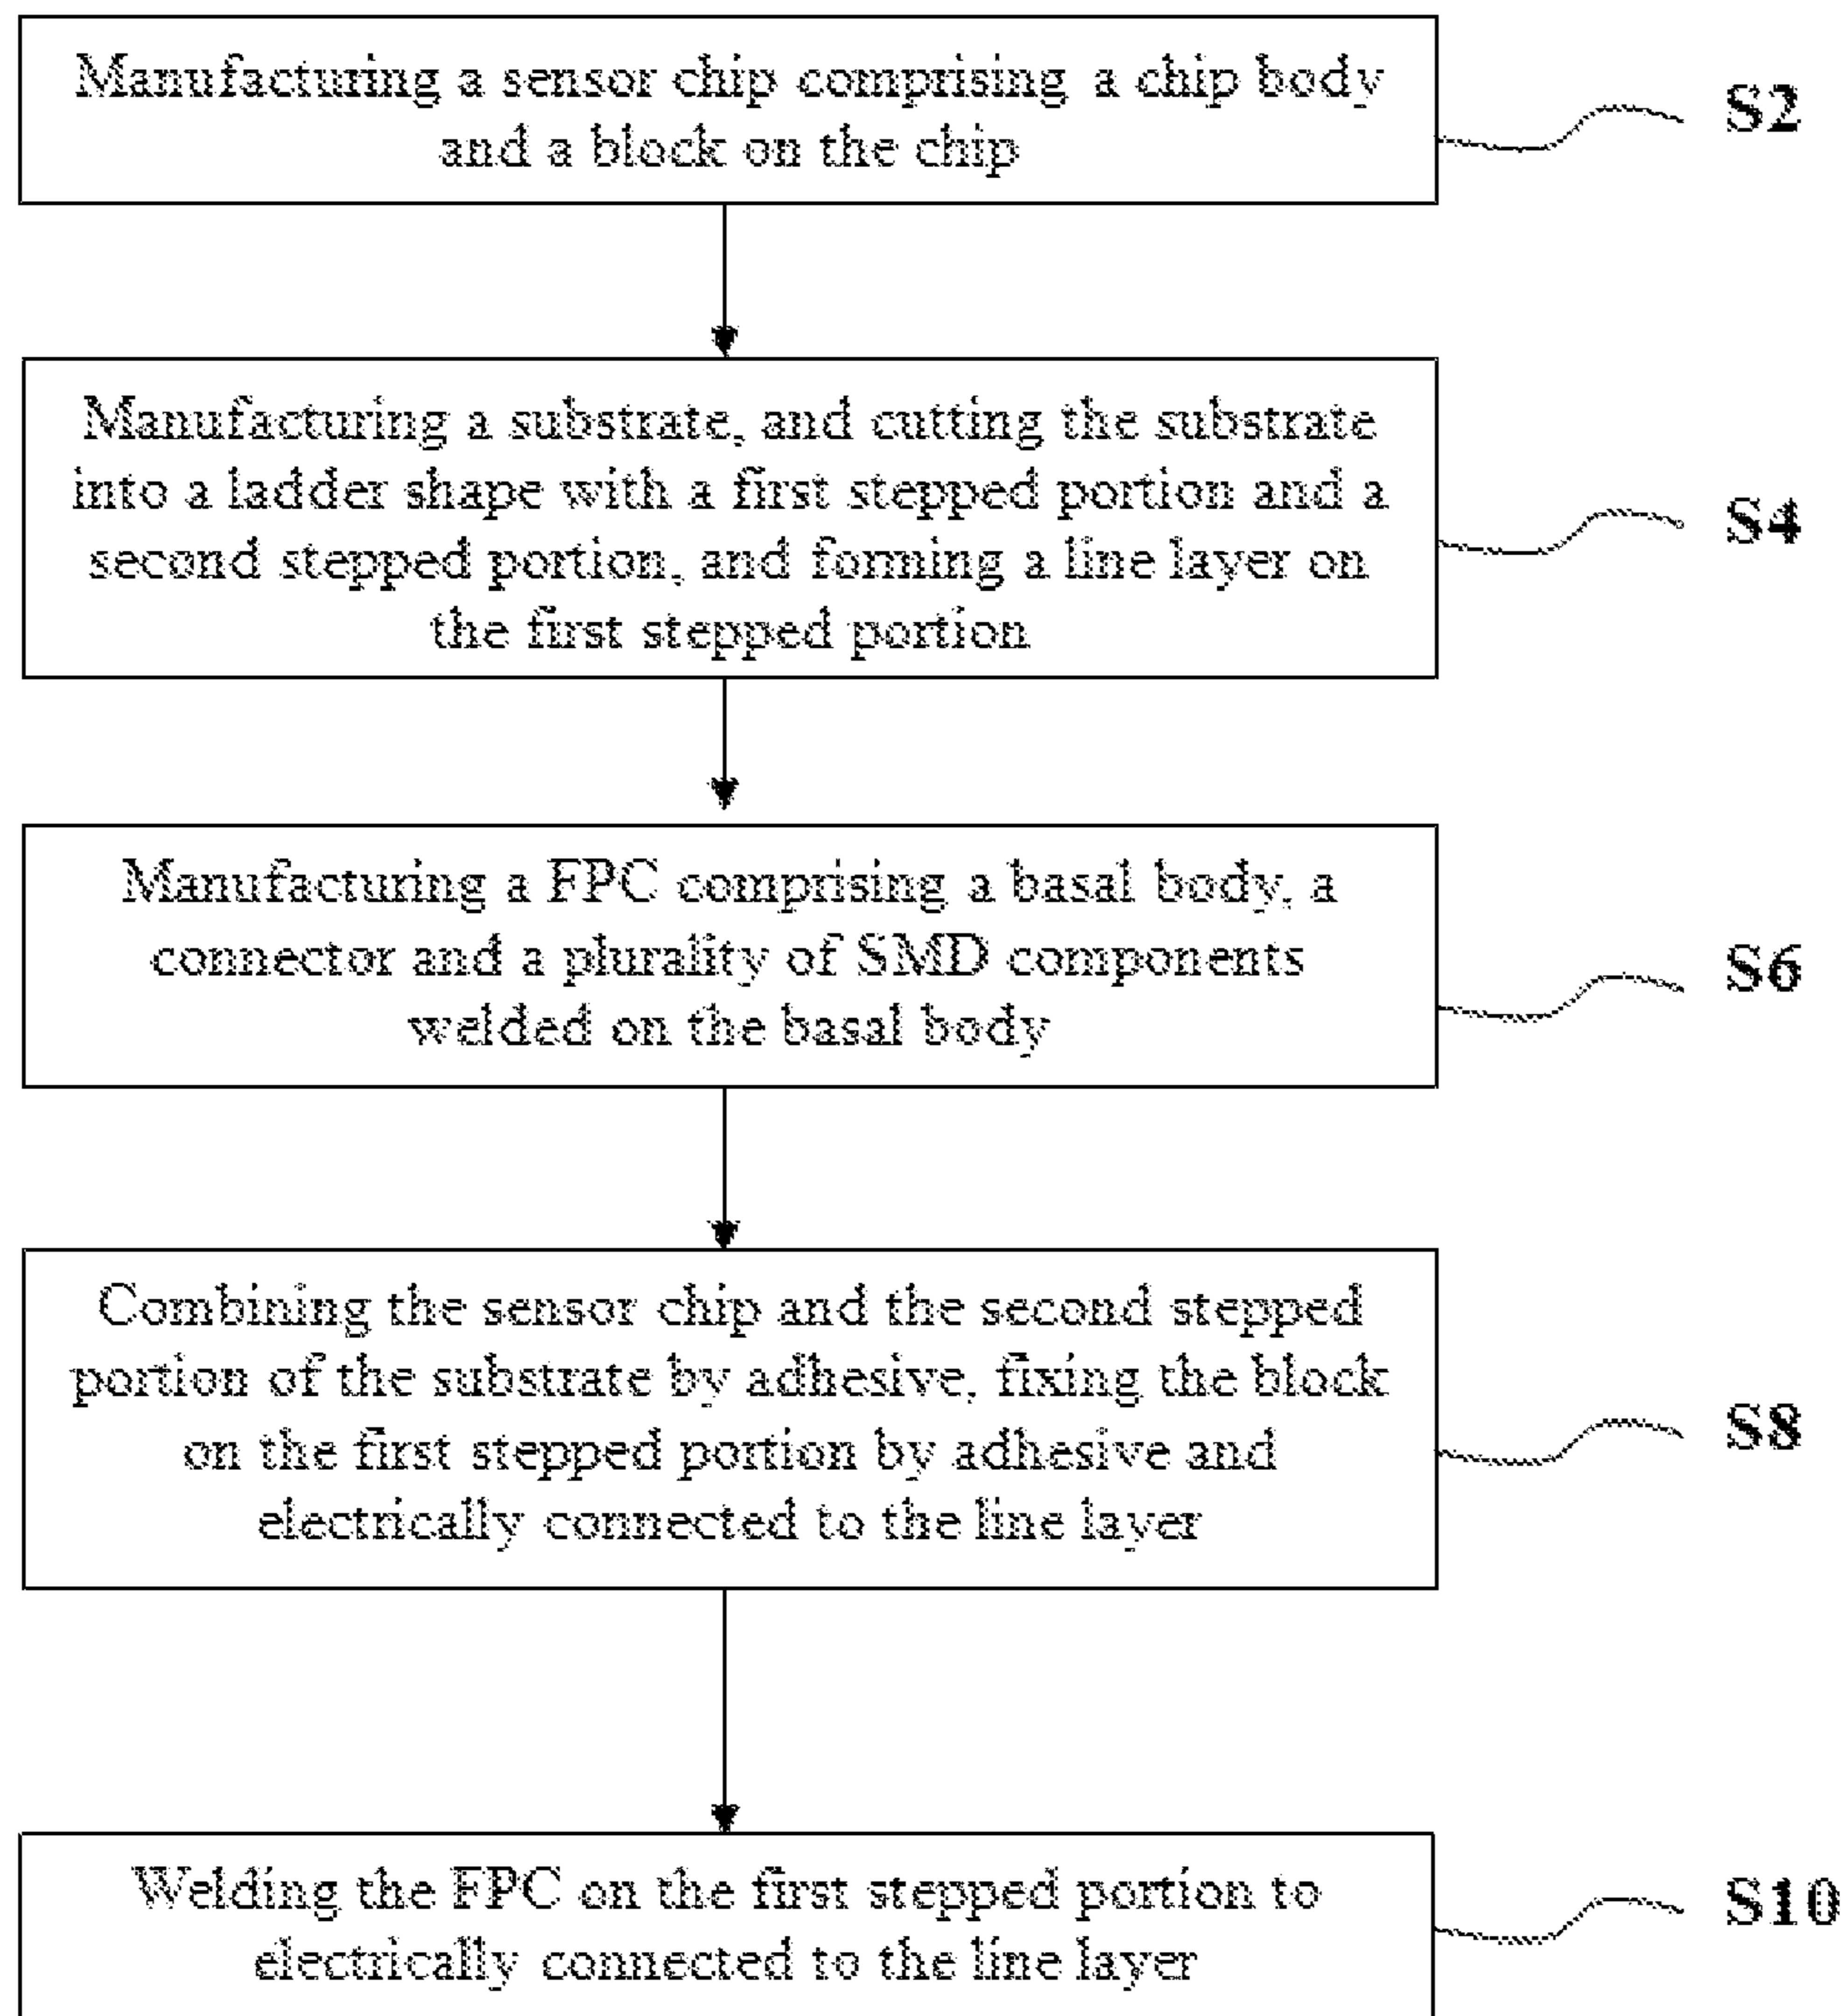 Manufacturing a sensor chip comprising a chip body
and a block on the chip
S2
Manufacturing a substrate, and cutting the substrate
into a ladder shape with a first stepped portion and a
second stepped portion, and forming a line layer on
the first stepped portion
S4
Manufacturing a FPC comprising a basal body, a
connector and a plurality of SMD components
welded on the basal body
S6
Combining the sensor chip and the second stepped
portion of the substrate by adhesive, fixing the block
on the first stepped portion by adhesive and
electrically connected to the line layer
S8
Welding the FPC on the first stepped portion to
electrically connected to the line layer
S10